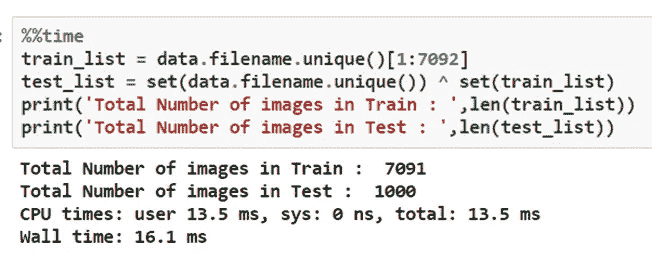 %%time
train_list = data.filename.unique()[1:7092]
test_list = set(data.filename.unique()) ^ set(train_list)
print('Total Number of images in Train : ',len(train_list))
print('Total Number of images in Test : ',len(test_list))
Total Number of images in Train :  7091
Total Number of images in Test :  1000
CPU times: user 13.5 ms, sys: 0 ns, total: 13.5 ms
Wall time: 16.1 ms